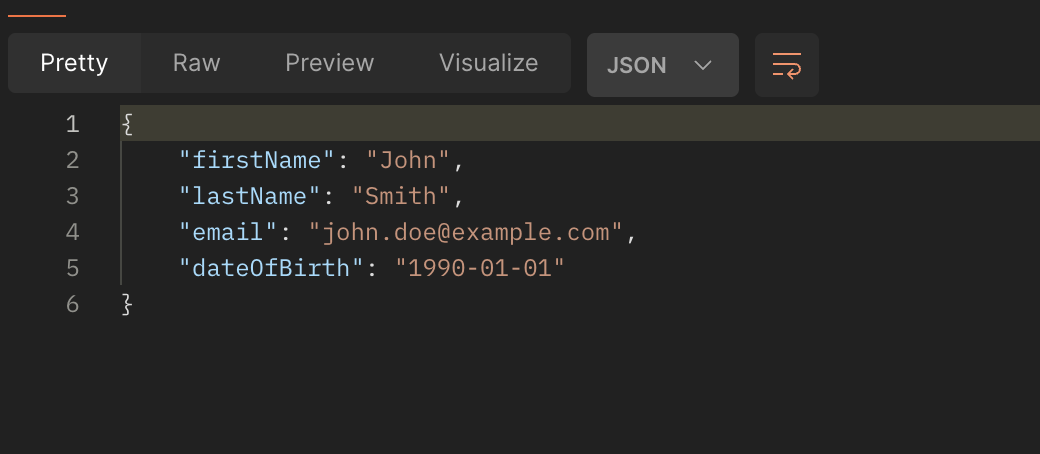 Pretty Raw Preview Visualize JSON
1 {
2 "firstName": "John",
3 "lastName": "Smith",
4 "email": "john.doe@example.com",
5 "dateOfBirth": "1990-01-01"
6 }